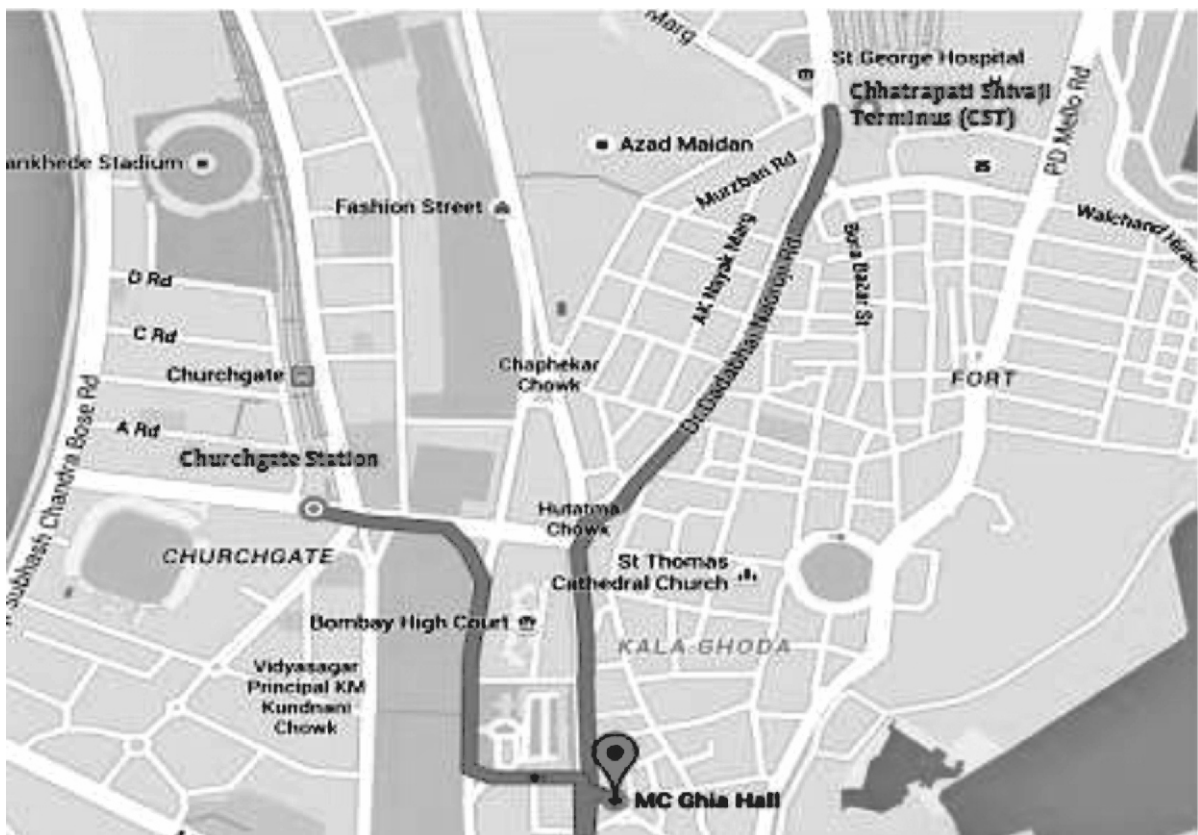 Marg
St George Hospital
Chhatrapati Shivaji
Terminus (CST)
Azad Maidan
PD Mello Rd
ankhede Stadium
Murzban Rd
Fashion Street
Walchand Hirac
AK Nayak Marg
Bora Bazar St
Dr Dadabhai Naoroji Rd
D Rd
C Rd
Chaphekar
Chowk
Churchgate
FORT
A Rd
Subhash Chandra Bose Rd
Churchgate Station
Hutatma
Chowk
CHURCHGATE
St Thomas
Cathedral Church
Bombay High Court
KALA GHODA
Vidyasagar
Principal KM
Kundnani
Chowk
MC Ghia Hall